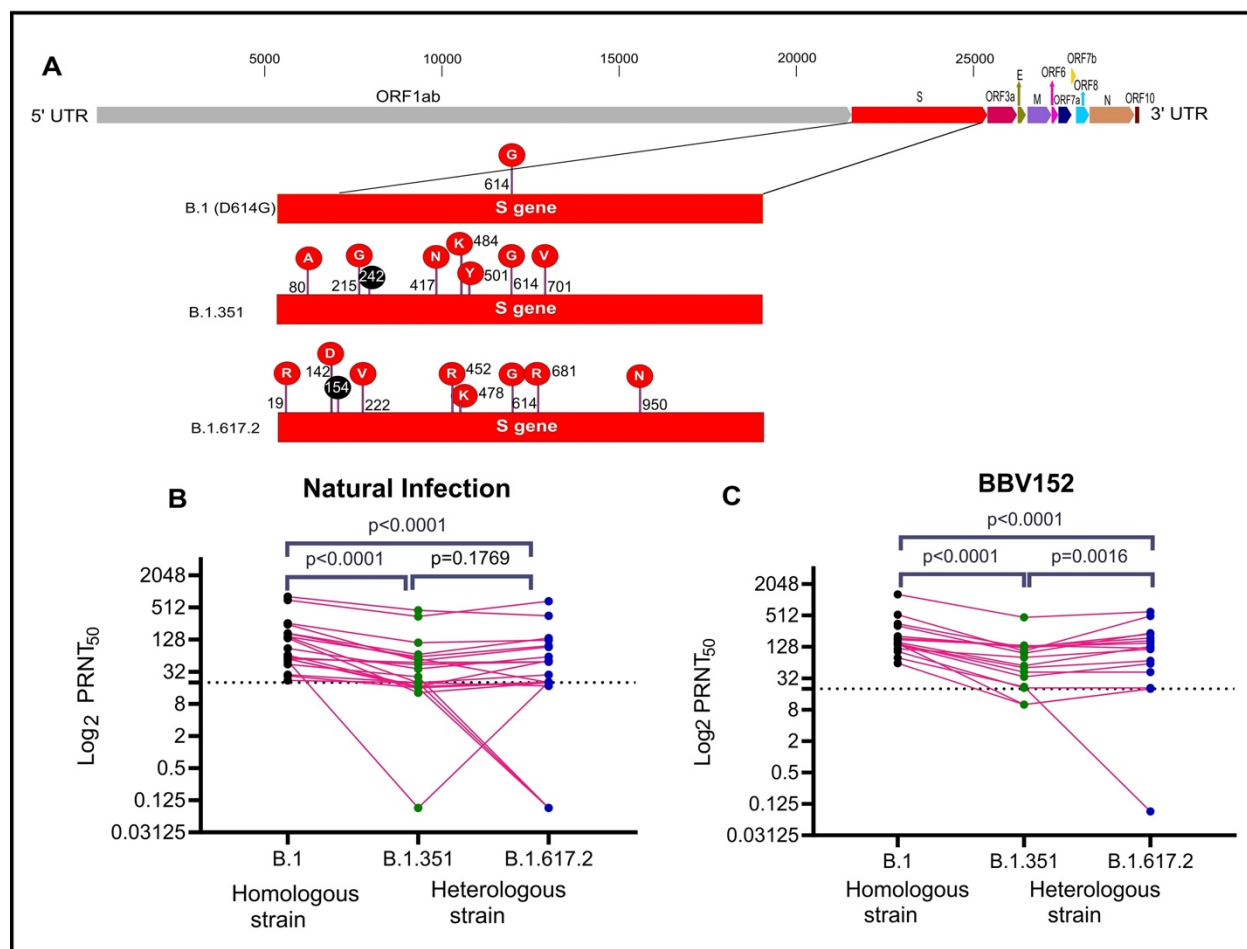 A
5000 10000 15000 20000 25000
ORF7b
E ORF6 ORF8
ORF1ab S ORF3a M ORF7a N ORF10
5' UTR 3' UTR
G
614
B.1 (D614G) S gene
A G 242 N K 484 Y 501 G V
80 215 417 614 701
B.1.351 S gene
R D 154 V R 452 K 478 G R 681 N
19 142 222 614 950
B.1.617.2 S gene
B Natural Infection
p<0.0001
p<0.0001 p=0.1769
Log2 PRNT50
2048
512
128
32
8
2
0.5
0.125
0.03125
B.1 B.1.351 B.1.617.2
Homologous strain Heterologous strain
C BBV152
p<0.0001
p<0.0001 p=0.0016
Log2 PRNT50
2048
512
128
32
8
2
0.5
0.125
0.03125
B.1 B.1.351 B.1.617.2
Homologous strain Heterologous strain